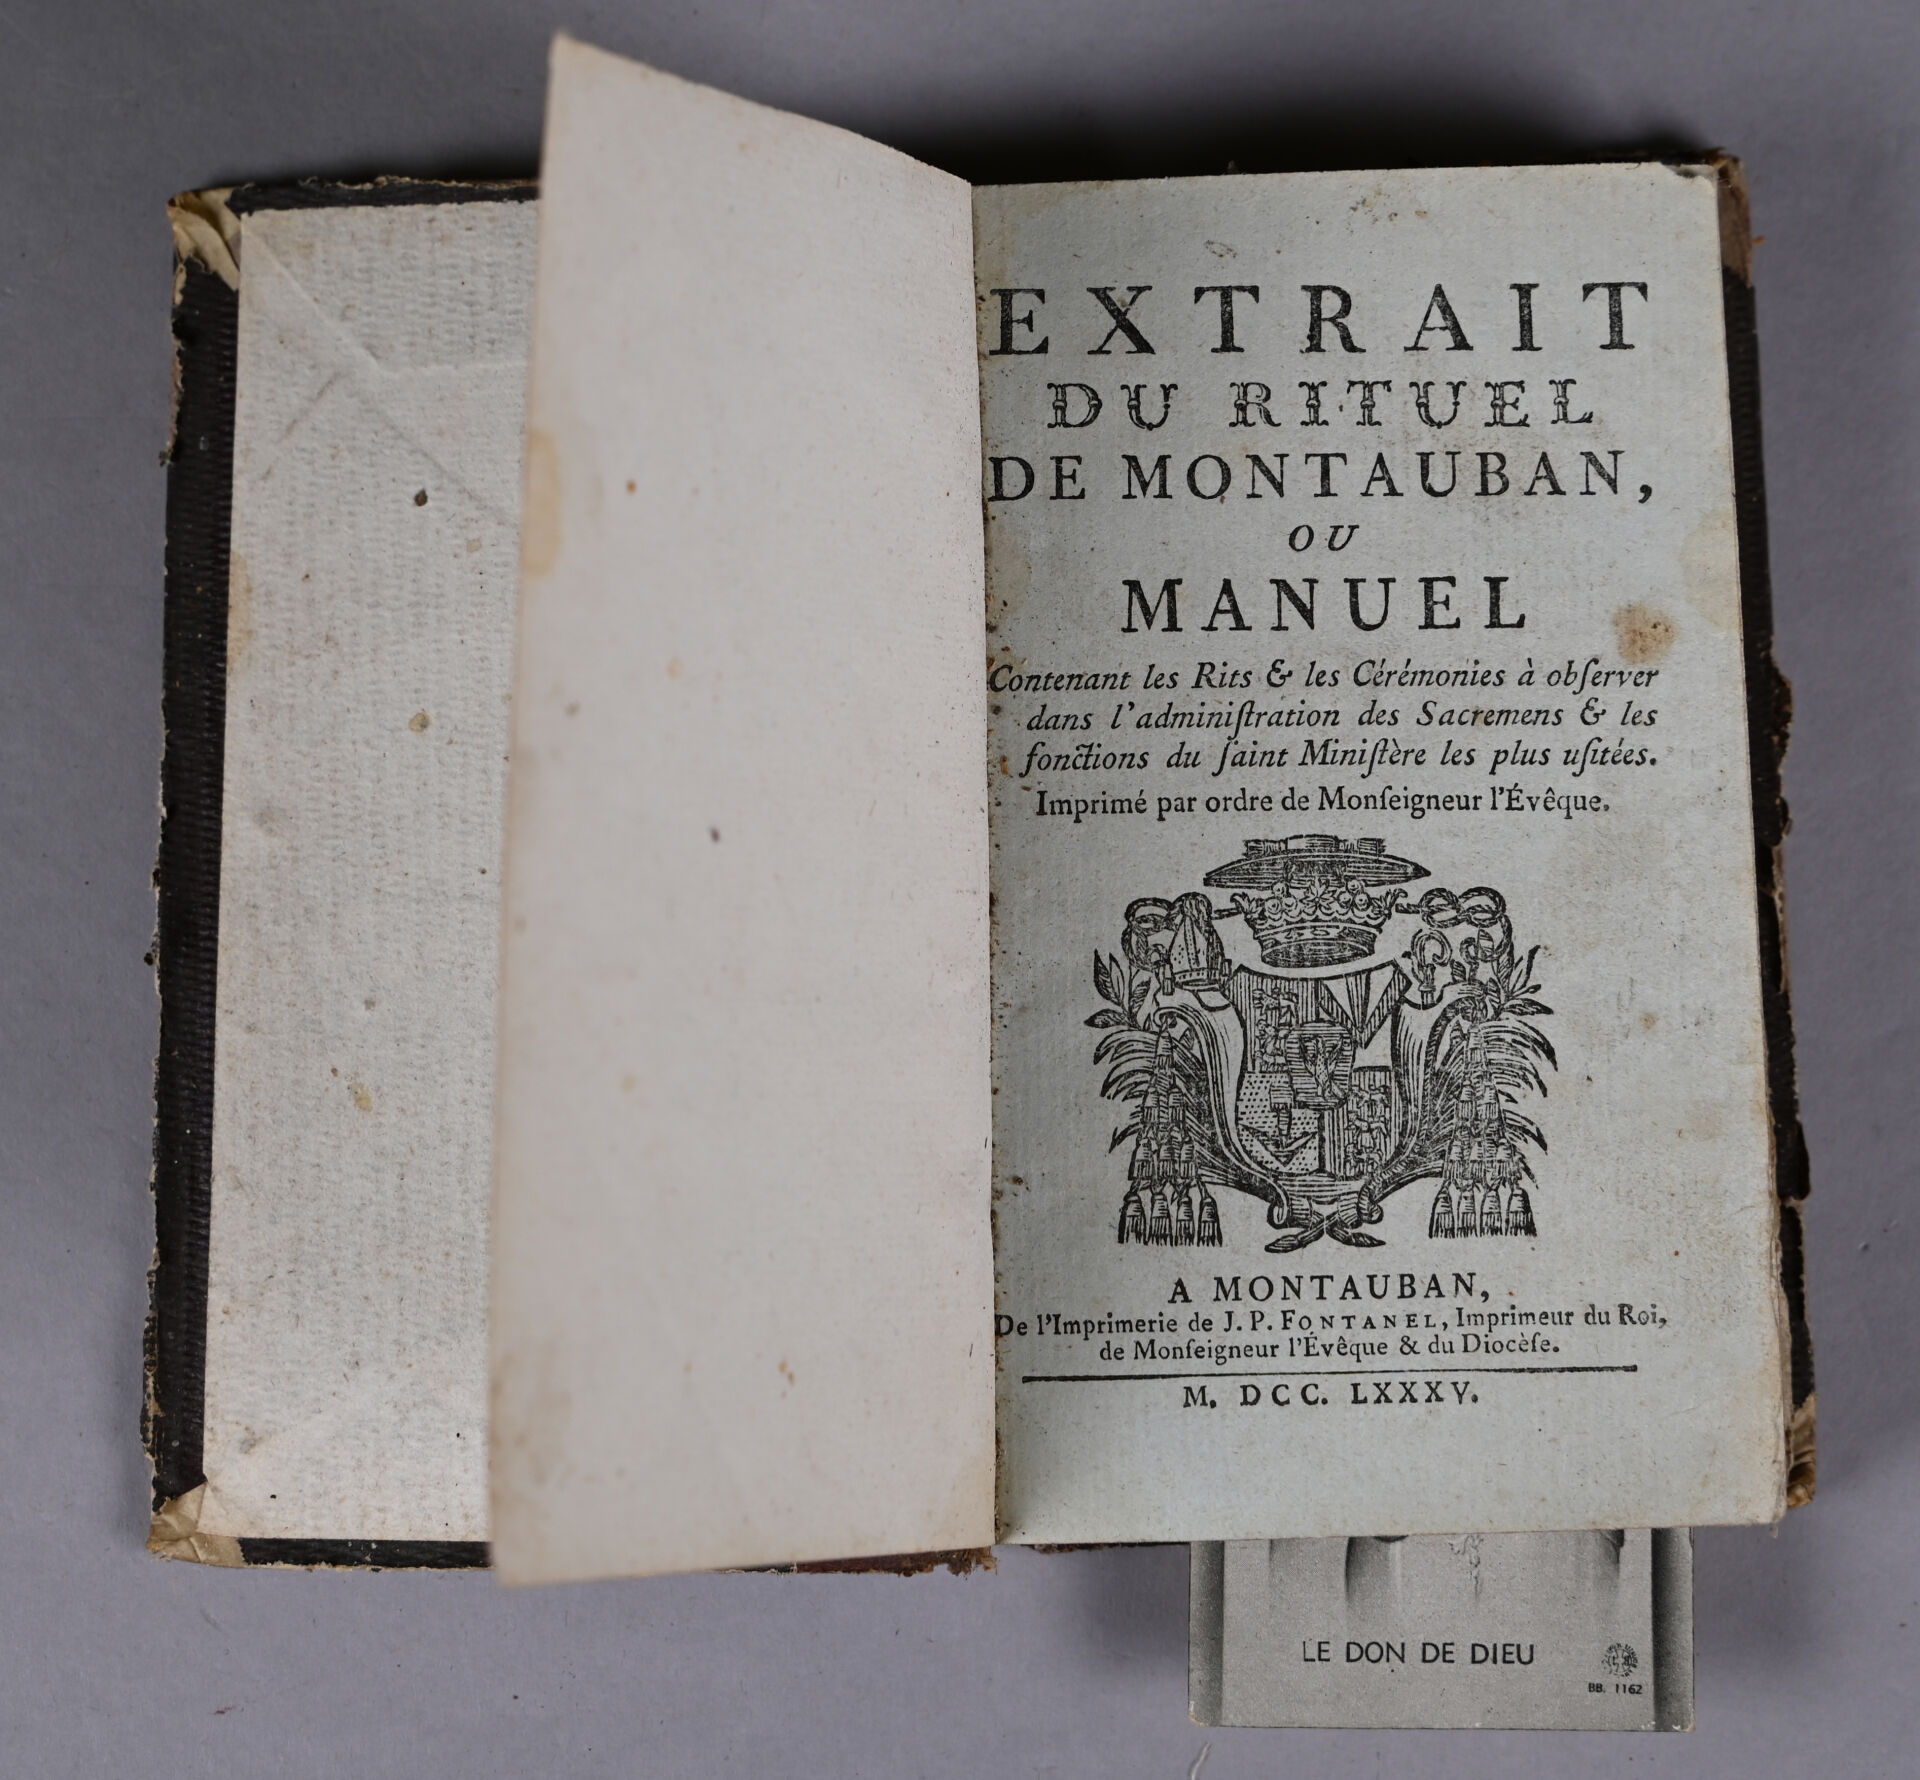 EXTRAIT
DU RITUEL
DE MONTAUBAN,
OU
MANUEL
Contenant les Rits & les Cérémonies à obſerver
dans l'adminiſtration des Sacremens & les
fonctions du ſaint Miniſtère les plus uſitées.
Imprimé par ordre de Monſeigneur l'Évêque.
A MONTAUBAN,
De l'Imprimerie de J. P. FONTANEL, Imprimeur du Roi,
de Monſeigneur l'Évêque & du Diocèſe.
M. DCC. LXXXV.
LE DON DE DIEU
BB. 1162